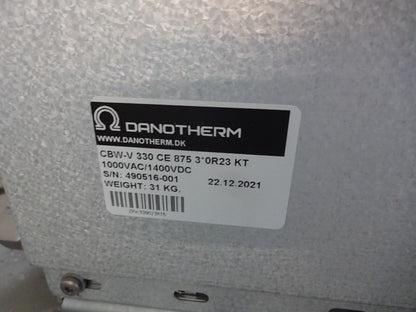 DANOTHERM
WWW.DANOTHERM.DK
CBW-V 330 CE 875 3*0R23 KT
1000VAC/1400VDC
S/N: 490516-001 22.12.2021
WEIGHT: 31 KG.